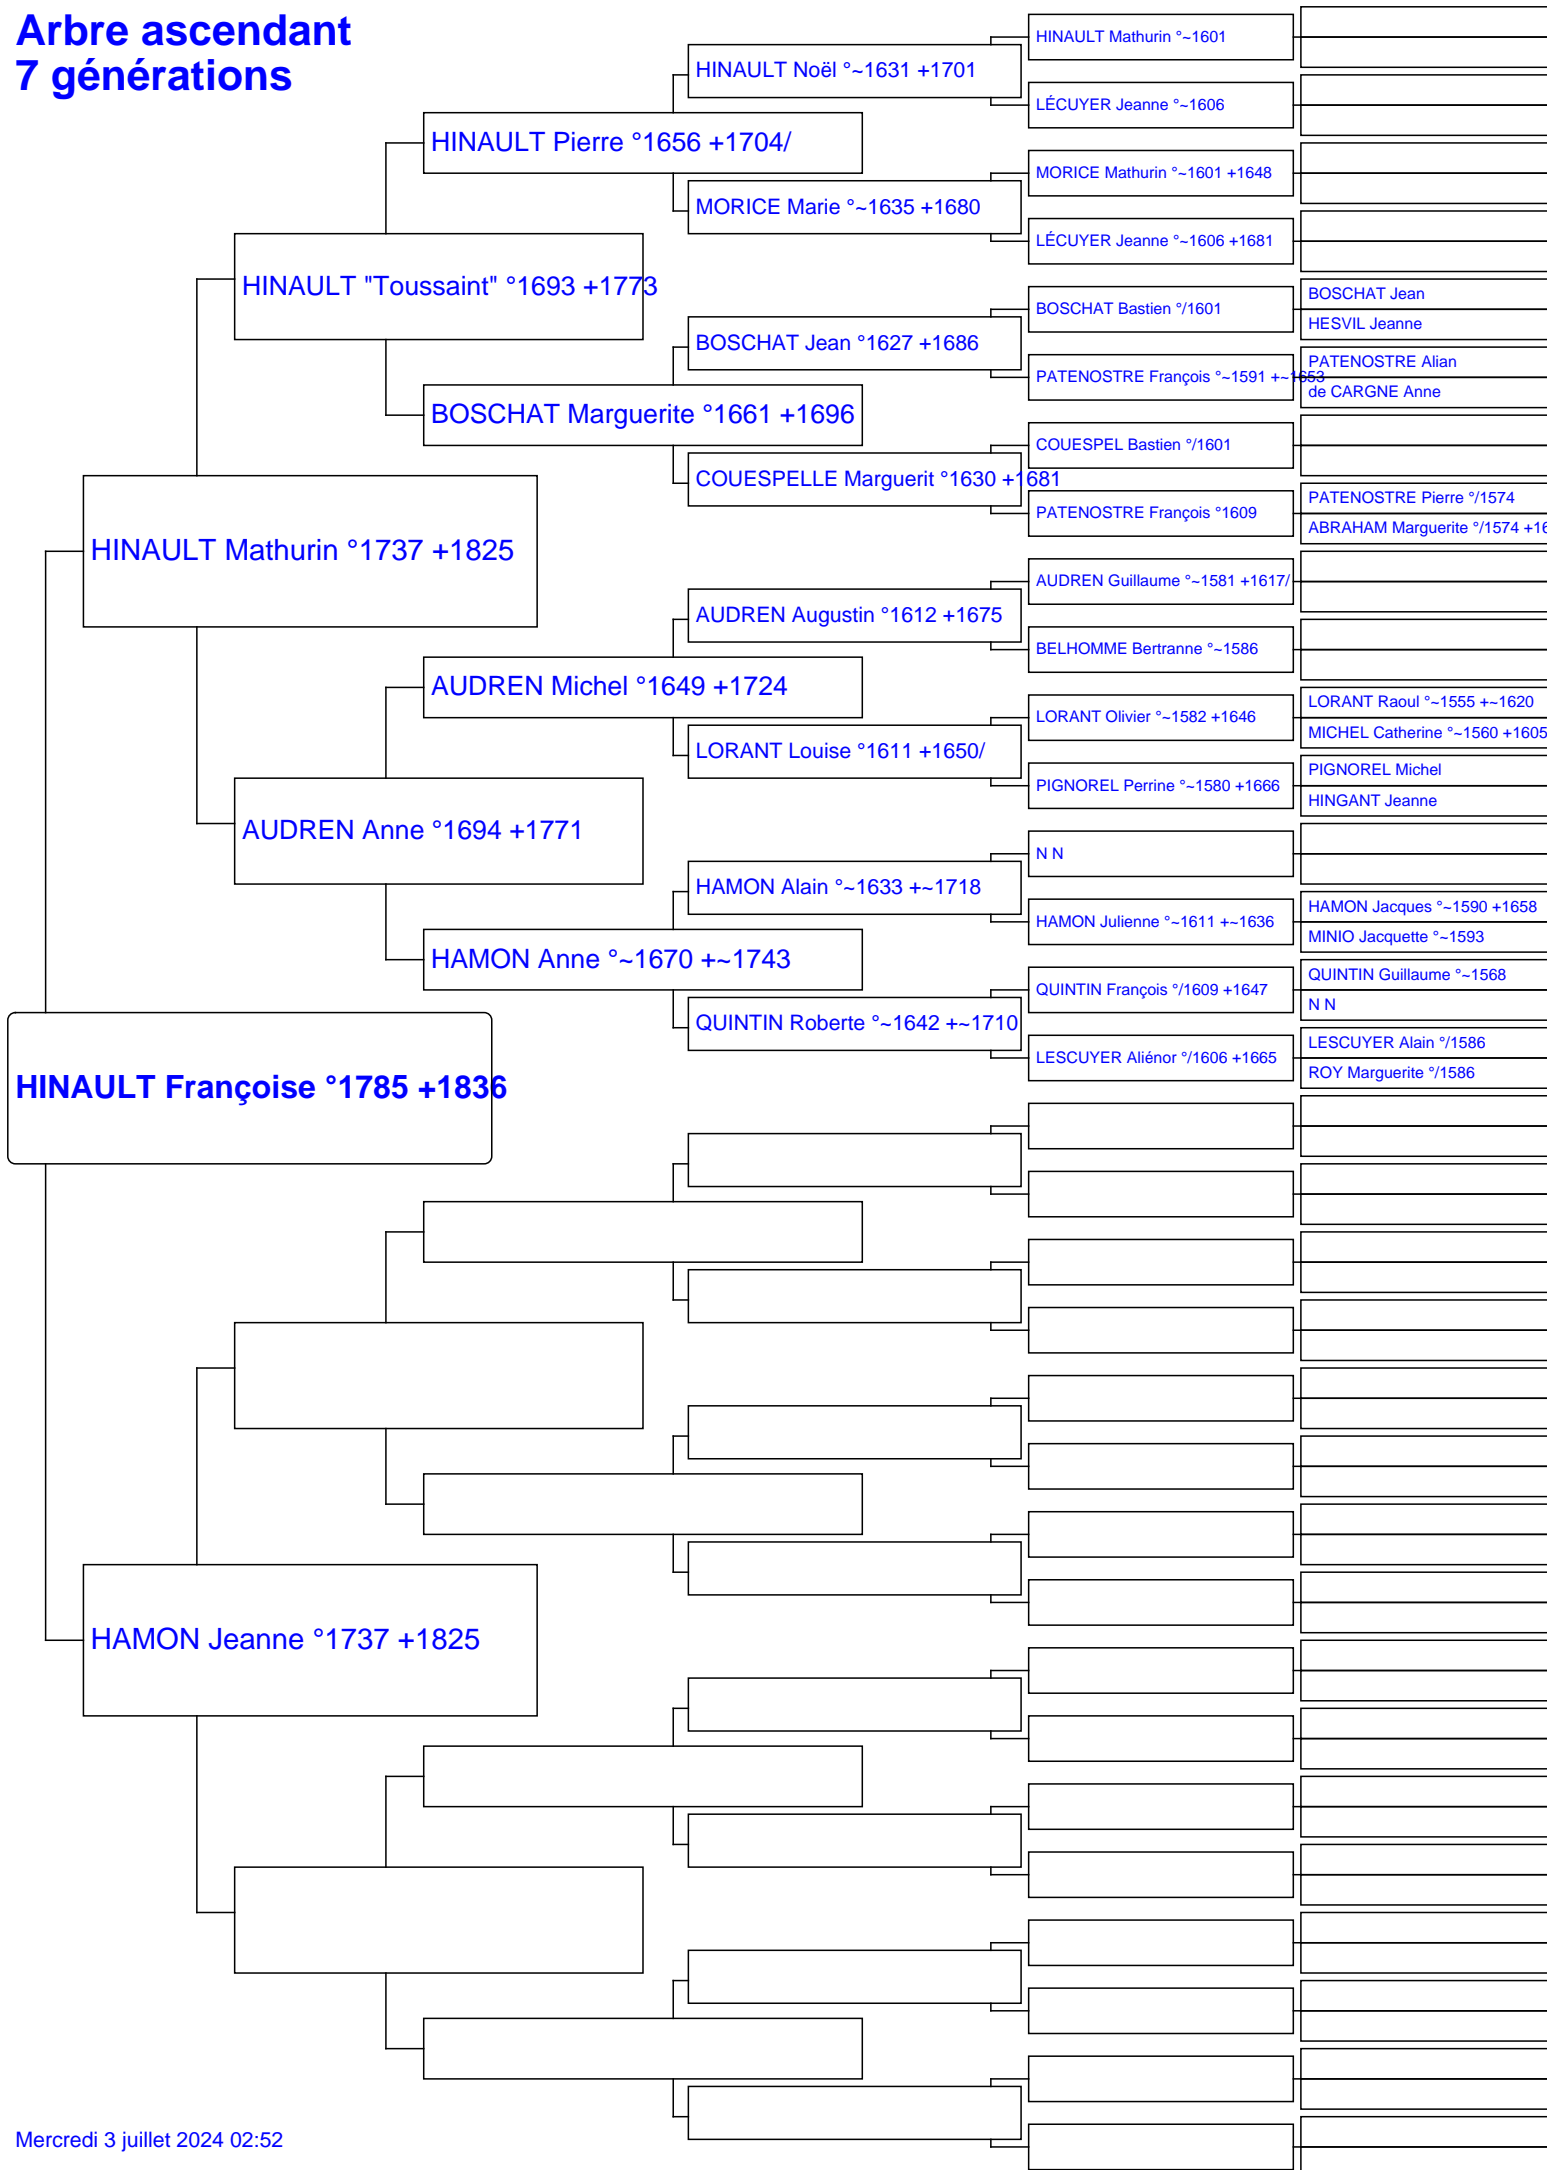 Arbre ascendant
7 générations
HINAULT Françoise °1785 +1836
HINAULT Mathurin °1737 +1825
HAMON Jeanne °1737 +1825
HINAULT "Toussaint" °1693 +1773
AUDREN Anne °1694 +1771
HINAULT Pierre °1656 +1704/
BOSCHAT Marguerite °1661 +1696
AUDREN Michel °1649 +1724
HAMON Anne °~1670 +~1743
HINAULT Noël °~1631 +1701
MORICE Marie °~1635 +1680
BOSCHAT Jean °1627 +1686
COUESPELLE Marguerit °1630 +1681
AUDREN Augustin °1612 +1675
LORANT Louise °1611 +1650/
HAMON Alain °~1633 +~1718
QUINTIN Roberte °~1642 +~1710
HINAULT Mathurin °~1601
LÉCUYER Jeanne °~1606
MORICE Mathurin °~1601 +1648
LÉCUYER Jeanne °~1606 +1681
BOSCHAT Bastien °/1601
PATENOSTRE François °~1591 +~1653
COUESPEL Bastien °/1601
PATENOSTRE François °1609
AUDREN Guillaume °~1581 +1617/
BELHOMME Bertranne °~1586
LORANT Olivier °~1582 +1646
PIGNOREL Perrine °~1580 +1666
N N
HAMON Julienne °~1611 +~1636
QUINTIN François °/1609 +1647
LESCUYER Aliénor °/1606 +1665
BOSCHAT Jean
HESVIL Jeanne
PATENOSTRE Alian
de CARGNE Anne
PATENOSTRE Pierre °/1574
ABRAHAM Marguerite °/1574 +16
LORANT Raoul °~1555 +~1620
MICHEL Catherine °~1560 +1605
PIGNOREL Michel
HINGANT Jeanne
HAMON Jacques °~1590 +1658
MINIO Jacquette °~1593
QUINTIN Guillaume °~1568
N N
LESCUYER Alain °/1586
ROY Marguerite °/1586
Mercredi 3 juillet 2024 02:52